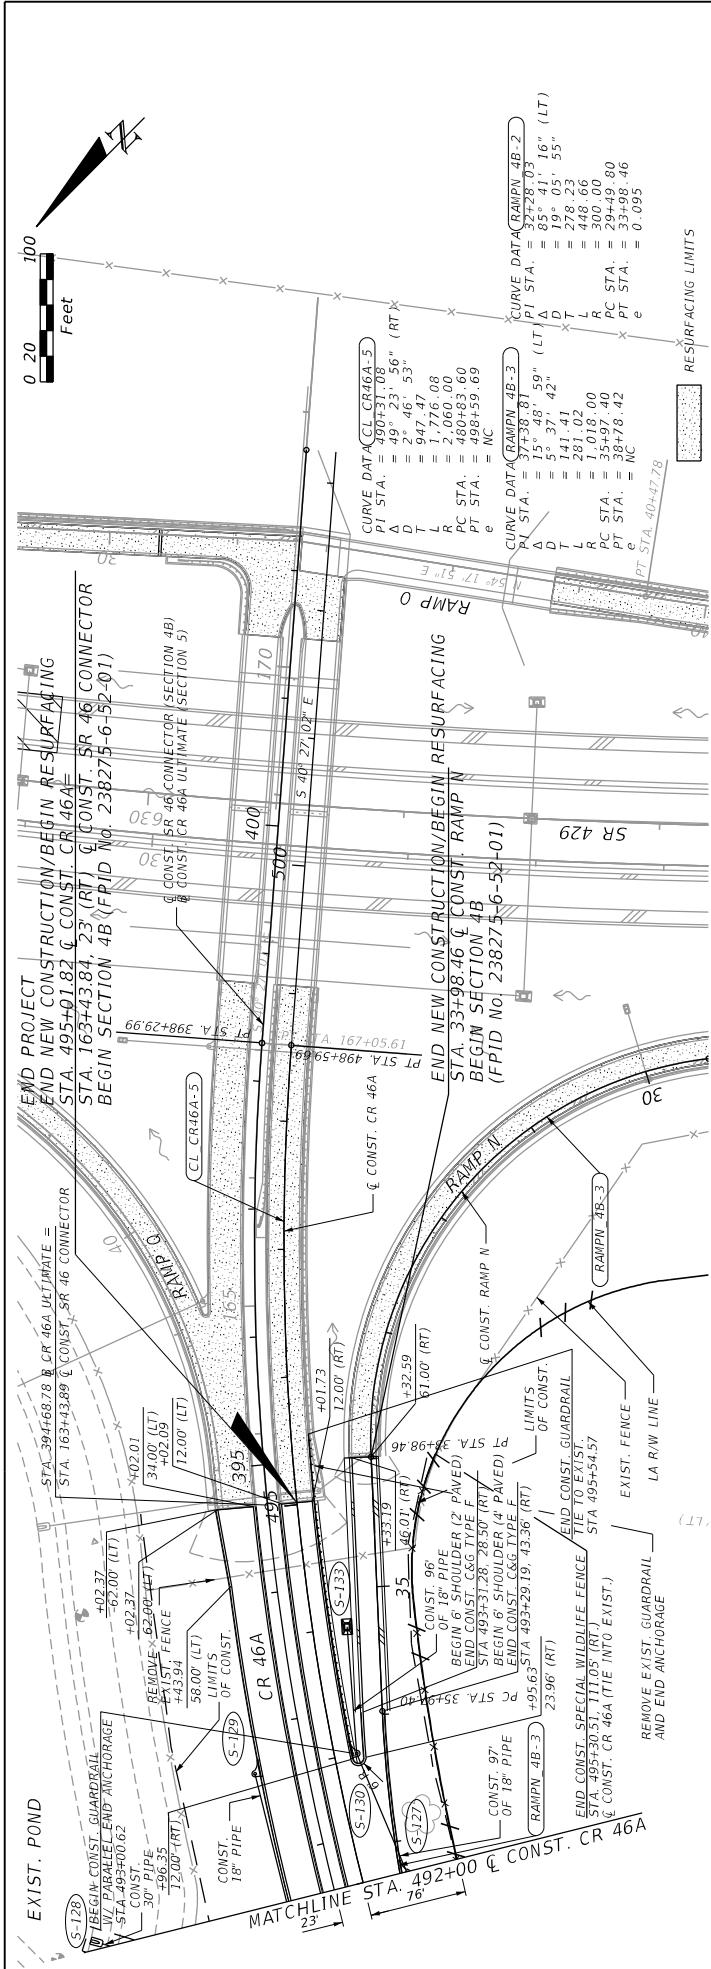 N
0 20 100
Feet
CURVE DATA CL_CR46A-5
PI STA. = 490+31.08
Δ = 49° 23' 56" (RT)
D = 2° 46' 53"
T = 947.47
L = 1,776.08
R = 2,060.00
PC STA. = 480+83.60
PT STA. = 498+59.69
e = NC
CURVE DATA RAMPN_4B-3
PI STA. = 37+38.81
Δ = 15° 48' 59" (LT)
D = 5° 37' 42"
T = 141.41
L = 281.02
R = 1,018.00
PC STA. = 35+97.40
PT STA. = 38+78.42
e = NC
CURVE DATA RAMPN_4B-2
PI STA. = 32+28.03
Δ = 85° 41' 16" (LT)
D = 19° 05' 55"
T = 278.23
L = 448.66
R = 300.00
PC STA. = 29+49.80
PT STA. = 33+98.46
e = 0.095
RESURFACING LIMITS
PT STA. 40+47.78
N 54° 17' 51" E
RAMP O
30
170
END PROJECT
END NEW CONSTRUCTION/BEGIN RESURFACING
STA. 495+01.82 ℄ CONST. CR 46A=
STA. 163+43.84, 23' (RT) ℄ CONST. SR 46 CONNECTOR
BEGIN SECTION 4B (FPID No. 238275-6-52-01)
℄ CONST. SR 46 CONNECTOR (SECTION 4B)
CONST. CR 46A ULTIMATE (SECTION 5)
S 40° 27' 02" E
400
500
630
30
SR 429
END NEW CONSTRUCTION/BEGIN RESURFACING
STA. 33+98.46 ℄ CONST. RAMP N
BEGIN SECTION 4B
(FPID No. 238275-6-52-01)
PT STA. 398+29.99
PT STA. 498+59.69
STA. 167+05.61
CL_CR46A-5
℄ CONST. CR 46A
RAMP N
30
RAMPN_4B-3
℄ CONST. RAMP N
RAMP Q
40
165
STA. 394+68.78 CR 46A ULTIMATE =
STA. 163+43.89 ℄ CONST. SR 46 CONNECTOR
+01.73
12.00' (RT)
+32.59
61.00' (RT)
+02.01
34.00' (LT)
+02.09
12.00' (LT)
395
495
+02.37
-62.00' (LT)
+02.37
62.00' (LT)
REMOVE
EXIST. FENCE
+43.94
58.00' (LT)
LIMITS
OF CONST.
CR 46A
PT STA. 38+98.46
+33.19
46.01' (RT)
35
S-133
LIMITS
OF CONST.
CONST. 96'
OF 18" PIPE
BEGIN 6' SHOULDER (2' PAVED)
END CONST. C&G TYPE F
STA 493+31.28, 28.50' (RT)
BEGIN 6' SHOULDER (4' PAVED)
END CONST. C&G TYPE F
STA 493+29.19, 43.36' (RT)
END CONST. GUARDRAIL
TIE TO EXIST.
STA 495+54.57
EXIST. FENCE
LA R/W LINE
PC STA. 35+97.40
+95.63
23.96' (RT)
S-129
S-130
S-127
CONST. 97'
OF 18" PIPE
RAMPN_4B-3
END CONST. SPECIAL WILDLIFE FENCE
STA. 495+30.51, 111.05' (RT.)
℄ CONST. CR 46A (TIE INTO EXIST.)
REMOVE EXIST. GUARDRAIL
AND END ANCHORAGE
EXIST. POND
S-128
BEGIN CONST. GUARDRAIL
W/ PARALLEL END ANCHORAGE
STA 493+00.62
CONST.
30" PIPE
+96.35
12.00' (RT)
CONST.
18" PIPE
MATCHLINE STA. 492+00 ℄ CONST. CR 46A
23'
76'